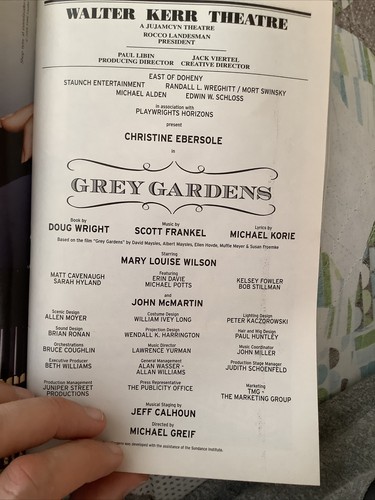 WALTER KERR THEATRE
A JUJAMCYN THEATRE
ROCCO LANDESMAN
PRESIDENT
PAUL LIBIN JACK VIERTEL
PRODUCING DIRECTOR CREATIVE DIRECTOR
EAST OF DOHENY
STAUNCH ENTERTAINMENT RANDALL L. WREGHITT / MORT SWINSKY
MICHAEL ALDEN EDWIN W. SCHLOSS
in association with
PLAYWRIGHTS HORIZONS
present
CHRISTINE EBERSOLE
in
GREY GARDENS
Book by Music by Lyrics by
DOUG WRIGHT SCOTT FRANKEL MICHAEL KORIE
Based on the film "Grey Gardens" by David Maysles, Albert Maysles, Ellen Hovde, Muffie Meyer & Susan Froemke
Starring
MARY LOUISE WILSON
Featuring
MATT CAVENAUGH ERIN DAVIE KELSEY FOWLER
SARAH HYLAND MICHAEL POTTS BOB STILLMAN
and
JOHN McMARTIN
Scenic Design Costume Design Lighting Design
ALLEN MOYER WILLIAM IVEY LONG PETER KACZOROWSKI
Sound Design Projection Design Hair and Wig Design
BRIAN RONAN WENDALL K. HARRINGTON PAUL HUNTLEY
Orchestrations Music Director Music Coordinator
BRUCE COUGHLIN LAWRENCE YURMAN JOHN MILLER
Executive Producer General Management Production Stage Manager
BETH WILLIAMS ALAN WASSER - JUDITH SCHOENFELD
ALLAN WILLIAMS
Production Management Press Representative Marketing
JUNIPER STREET THE PUBLICITY OFFICE TMG -
PRODUCTIONS THE MARKETING GROUP
Musical Staging by
JEFF CALHOUN
Directed by
MICHAEL GREIF
was developed with the assistance of the Sundance Institute.